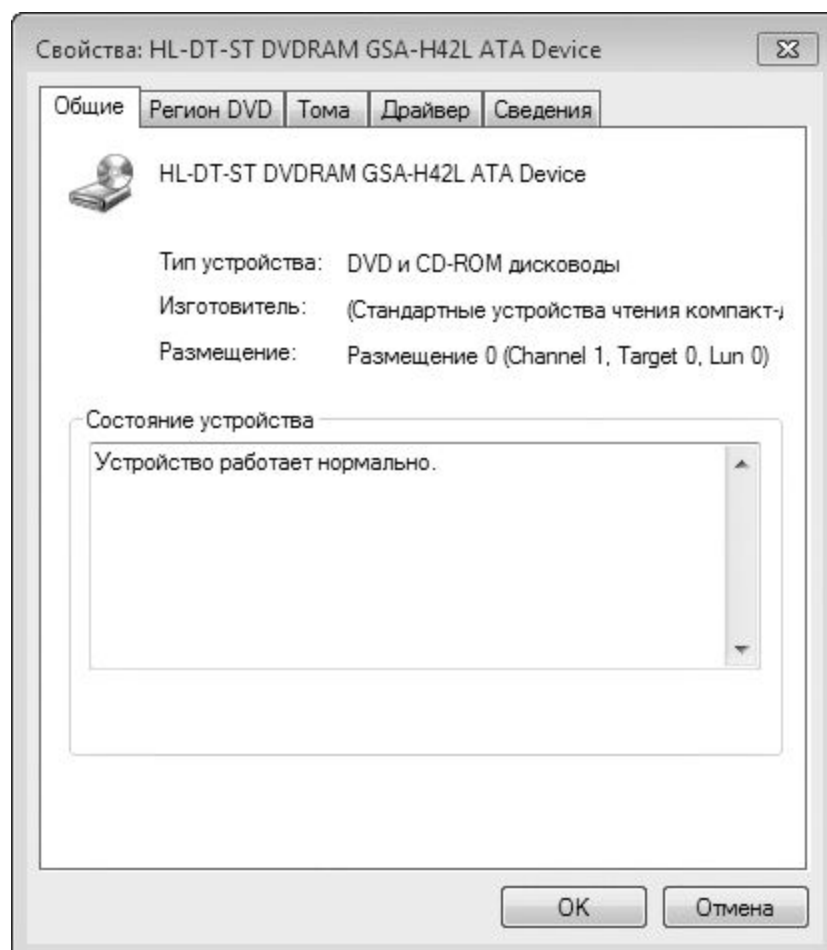 Свойства: HL-DT-ST DVDRAM GSA-H42L ATA Device
Общие Регион DVD Тома Драйвер Сведения
HL-DT-ST DVDRAM GSA-H42L ATA Device
Тип устройства: DVD и CD-ROM дисководы
Изготовитель: (Стандартные устройства чтения компакт-
Размещение: Размещение 0 (Channel 1, Target 0, Lun 0)
Состояние устройства
Устройство работает нормально.
OK Отмена